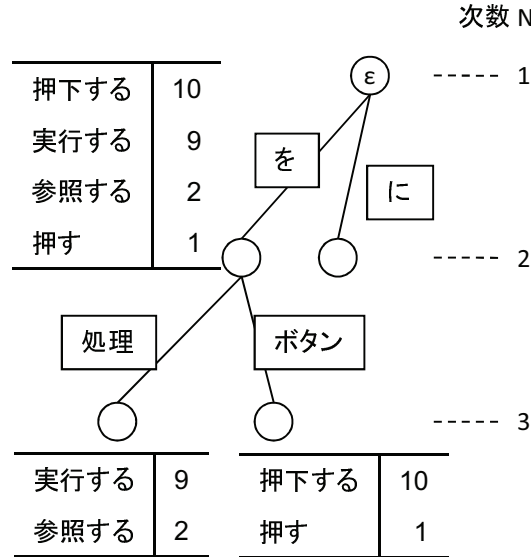 次数 N
ε
1
押下する 10
実行する 9
参照する 2
押す 1
を
に
2
処理
ボタン
3
実行する 9
参照する 2
押下する 10
押す 1